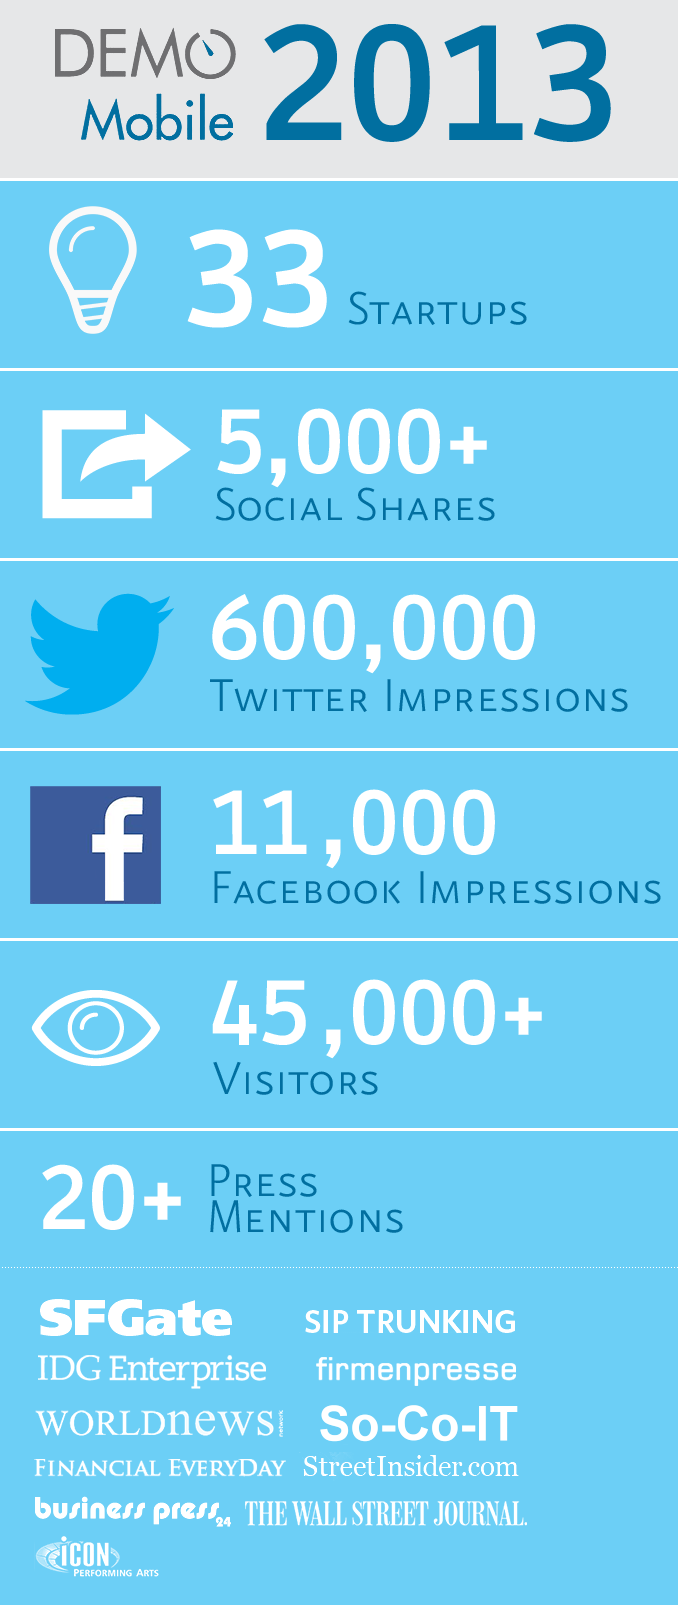 DEMO
Mobile
2013
33 STARTUPS
5,000+
SOCIAL SHARES
600,000
TWITTER IMPRESSIONS
f
11,000
FACEBOOK IMPRESSIONS
45,000+
VISITORS
20+
PRESS
MENTIONS
SFGate
SIP TRUNKING
IDG Enterprise
firmenpresse
WORLDnews network
So-Co-IT
FINANCIAL EVERYDAY
StreetInsider.com
business press 24
THE WALL STREET JOURNAL.
iCON
PERFORMING ARTS